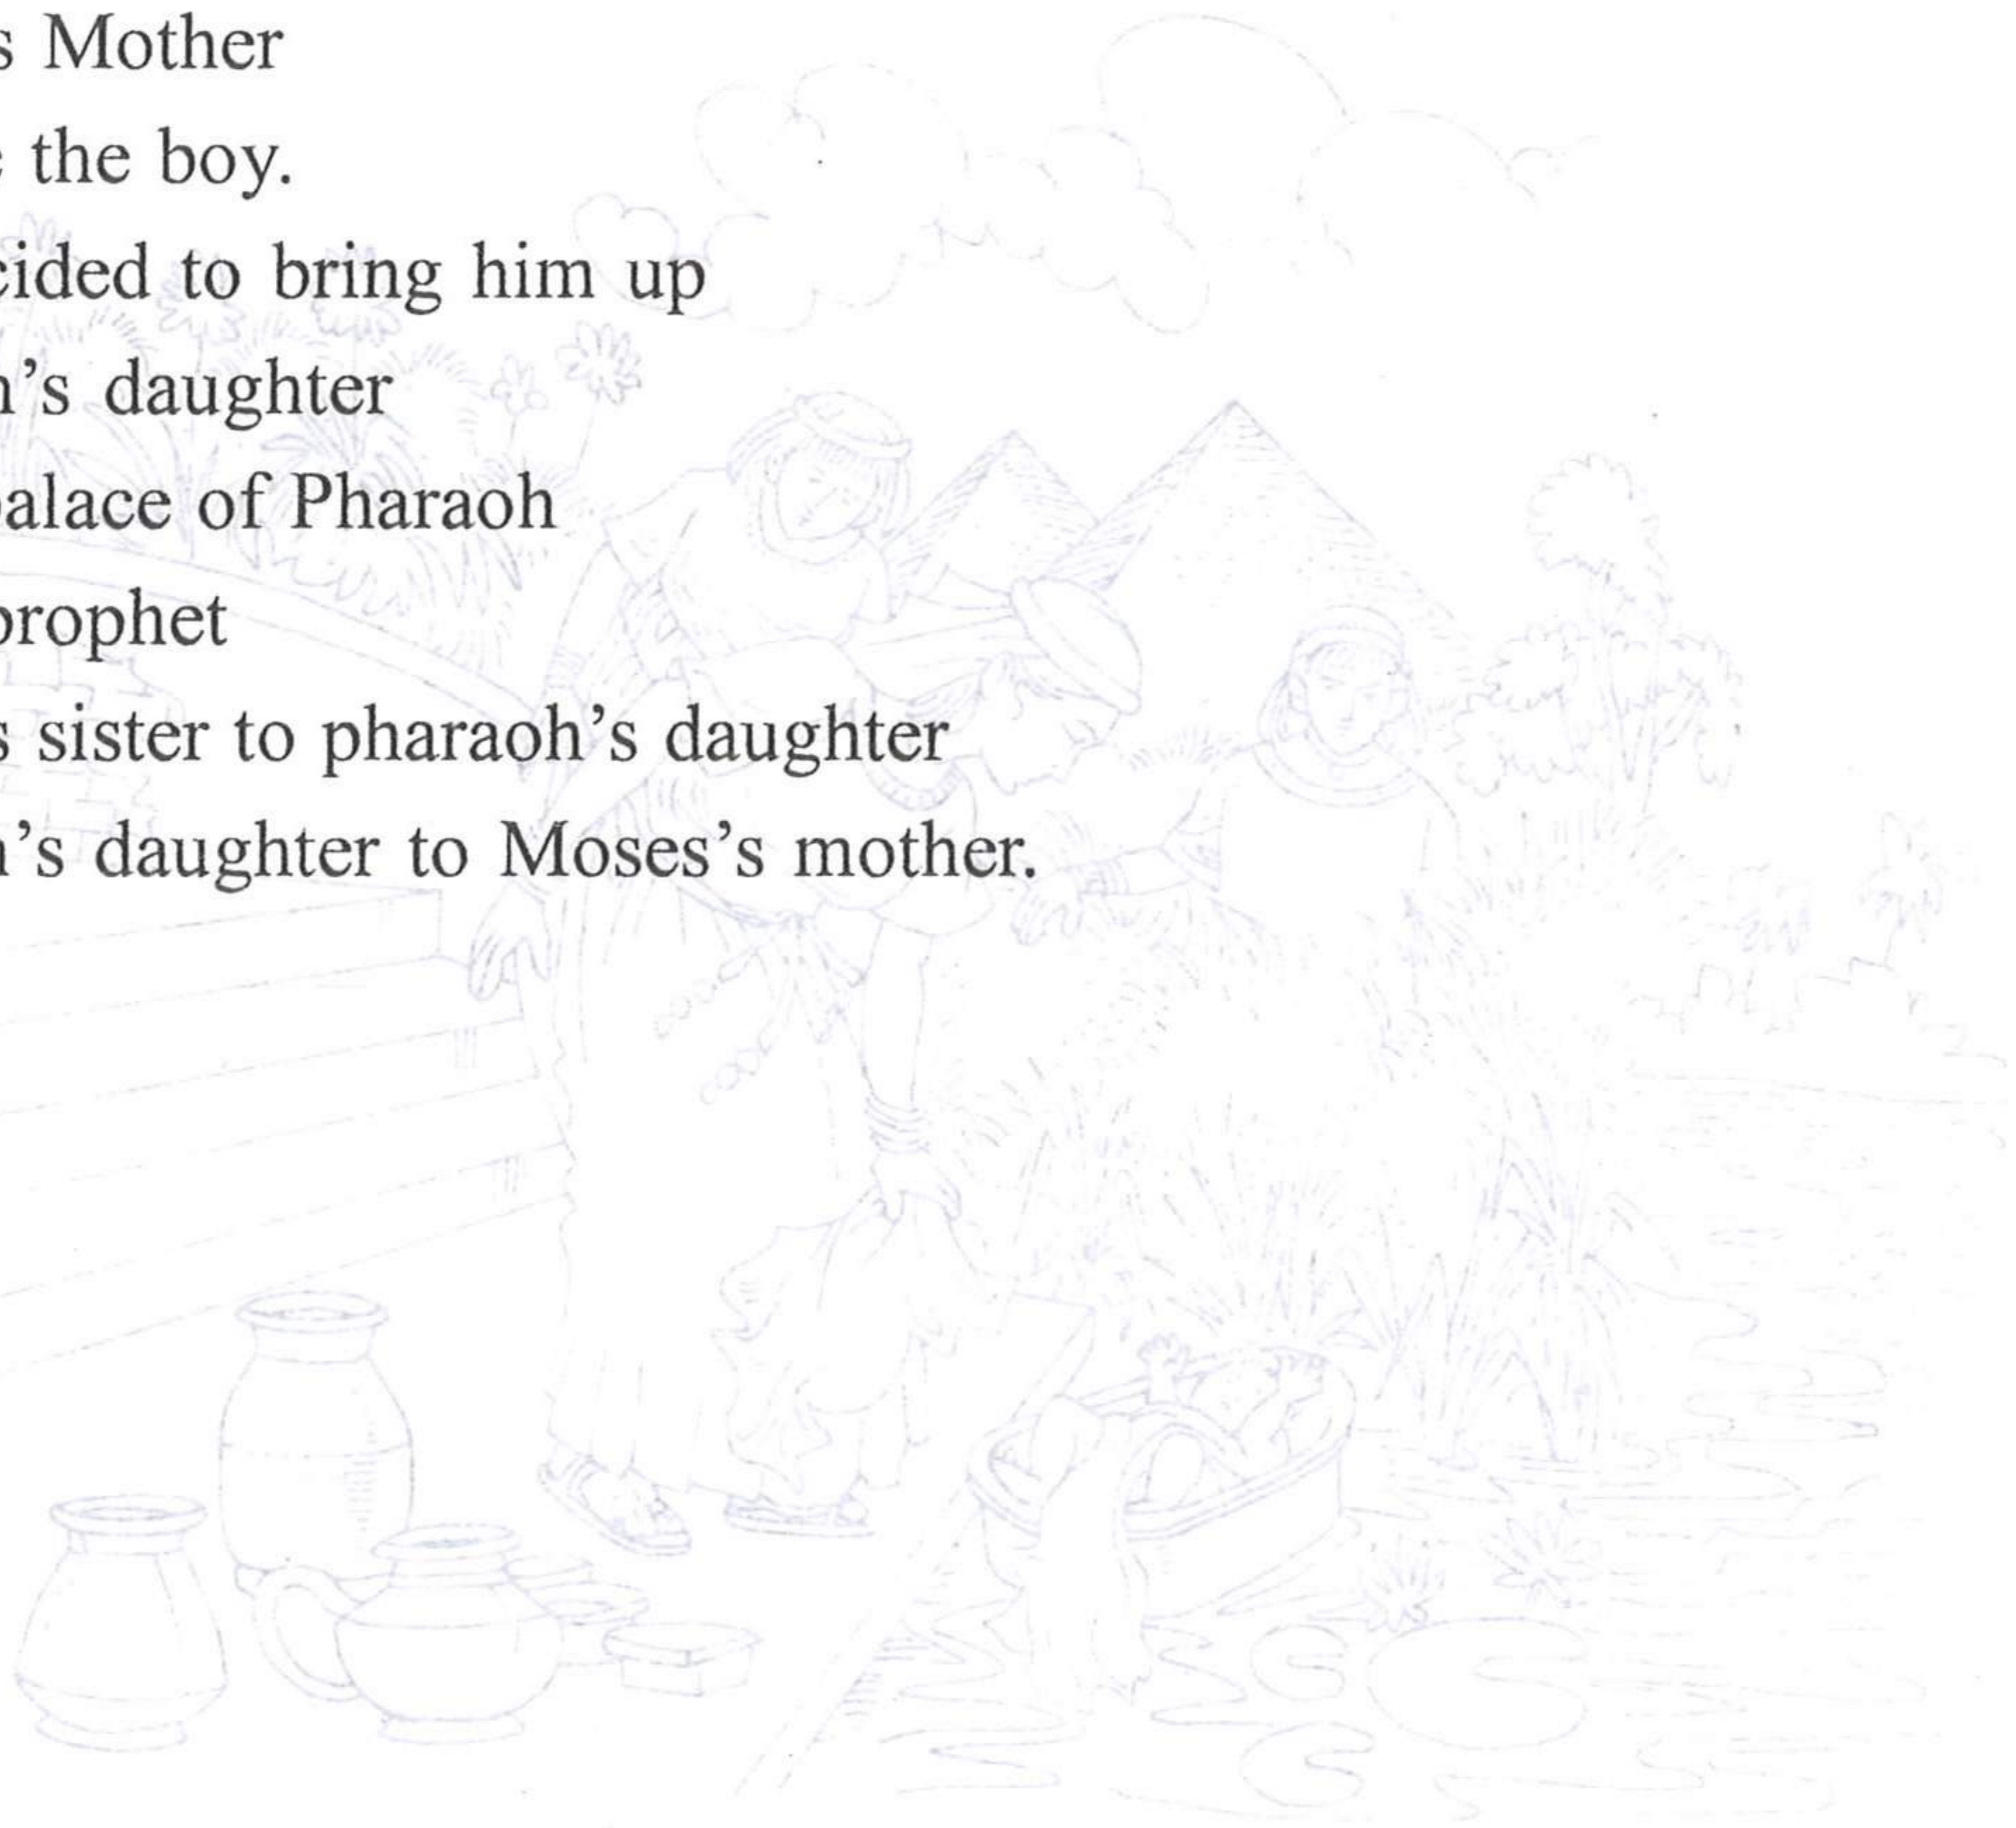 s Mother
the boy.
cided to bring him up
's daughter
palace of Pharaoh
prophet
s sister to pharaoh's daughter
's daughter to Moses's mother.